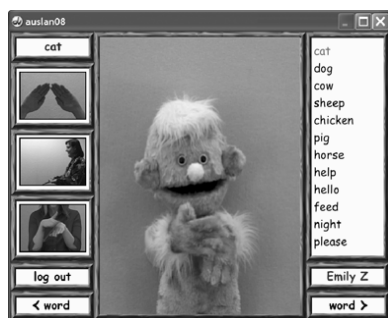 auslan08
cat
log out
< word
cat
dog
cow
sheep
chicken
pig
horse
help
hello
feed
night
please
Emily Z
word >